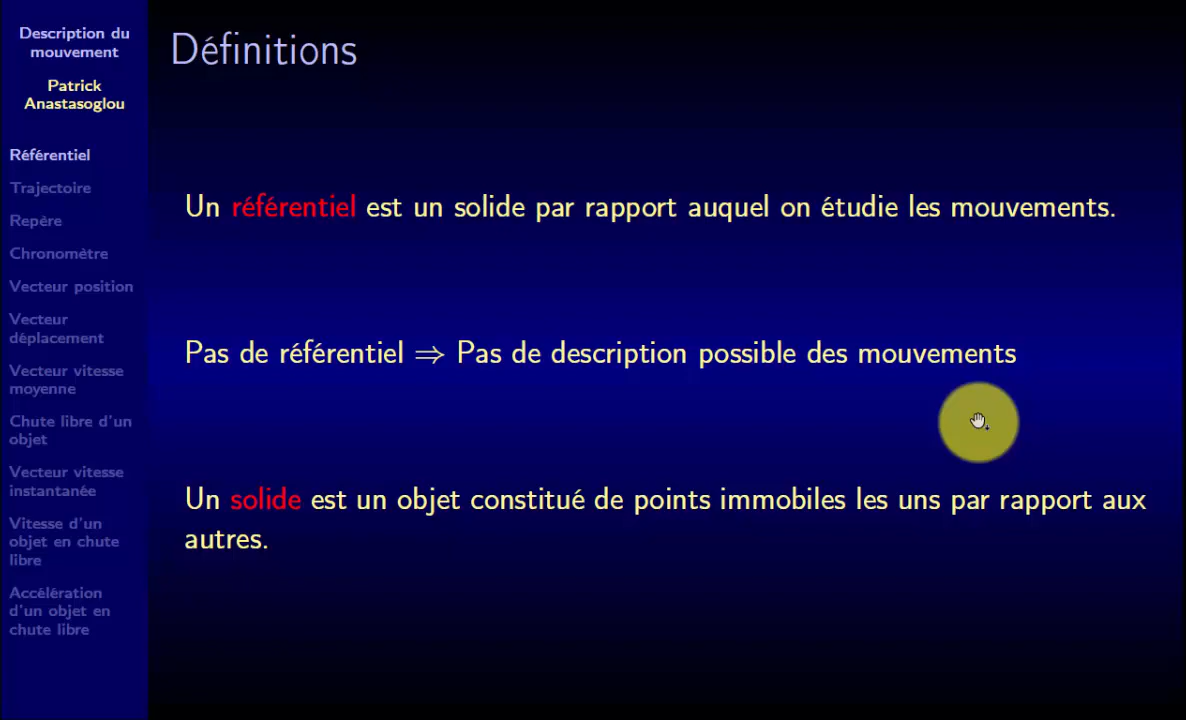 Description du
mouvement
Patrick
Anastasoglou
Référentiel
Trajectoire
Repère
Chronomètre
Vecteur position
Vecteur
déplacement
Vecteur vitesse
moyenne
Chute libre d'un
objet
Vecteur vitesse
instantanée
Vitesse d'un
objet en chute
libre
Accélération
d'un objet en
chute libre
Définitions
Un référentiel est un solide par rapport auquel on étudie les mouvements.
Pas de référentiel ⇒ Pas de description possible des mouvements
Un solide est un objet constitué de points immobiles les uns par rapport aux
autres.